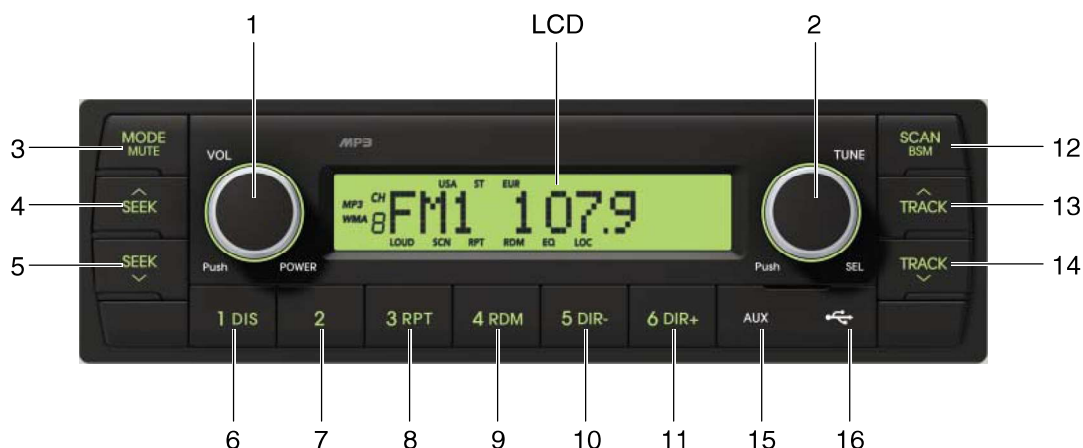 1 LCD 2
3 MODE MUTE
VOL
MP3
TUNE
SCAN BSM 12
4 SEEK
USA ST EUR
MP3 CH
WMA 8 FM1 107.9
LOUD SCN RPT RDM EQ LOC
TRACK 13
5 SEEK
Push POWER
Push SEL
TRACK 14
1 DIS 2 3 RPT 4 RDM 5 DIR- 6 DIR+ AUX
6 7 8 9 10 11 15 16